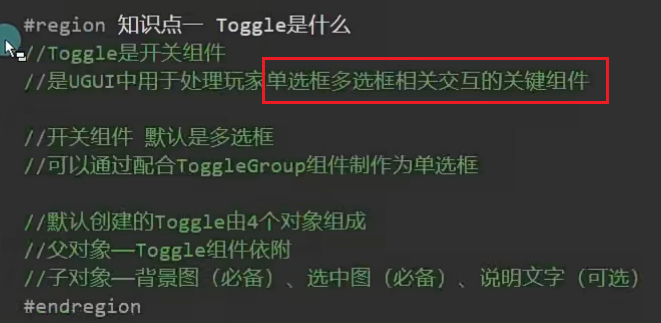 #region 知识点一 Toggle是什么
//Toggle是开关组件
//是UGUI中用于处理玩家单选框多选框相关交互的关键组件
//开关组件 默认是多选框
//可以通过配合ToggleGroup组件制作为单选框
//默认创建的Toggle由4个对象组成
//父对象——Toggle组件依附
//子对象——背景图（必备）、选中图（必备）、说明文字（可选）
#endregion